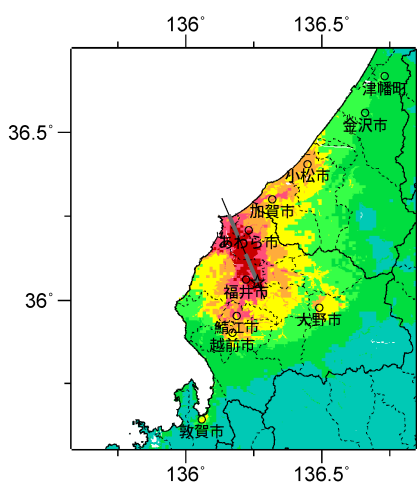 136° 136.5°
津幡町
36.5°
金沢市
小松市
加賀市
あわら市
36°
福井市
大野市
鯖江市
越前市
敦賀市
136° 136.5°